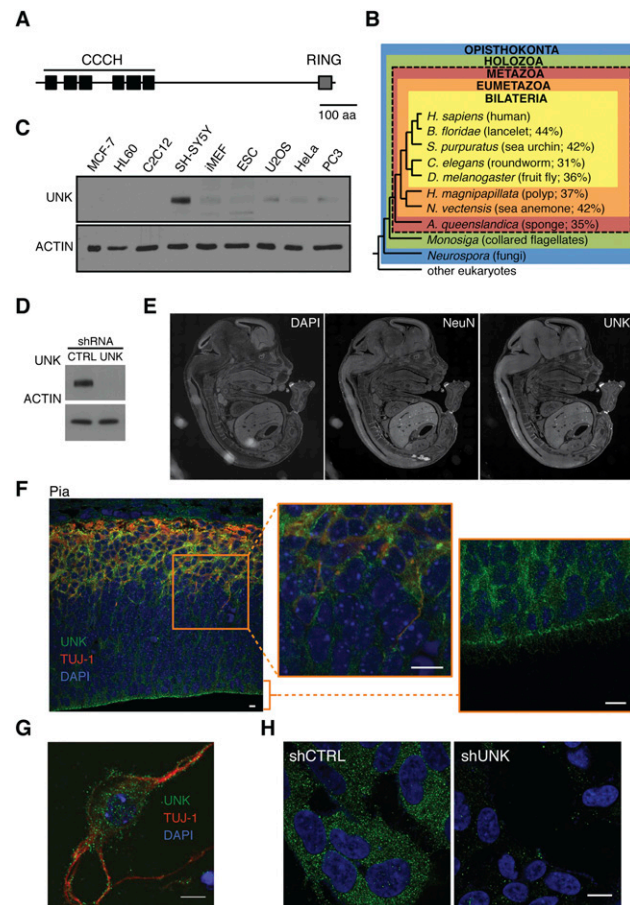 A
CCCH
RING
100 aa
B
OPISTHOKONTA
HOLOZOA
METAZOA
EUMETAZOA
BILATERIA
H. sapiens (human)
B. floridae (lancelet; 44%)
S. purpuratus (sea urchin; 42%)
C. elegans (roundworm; 31%)
D. melanogaster (fruit fly; 36%)
H. magnipapillata (polyp; 37%)
N. vectensis (sea anemone; 42%)
A. queenslandica (sponge; 35%)
Monosiga (collared flagellates)
Neurospora (fungi)
other eukaryotes
C
MCF-7
HL60
C2C12
SH-SY5Y
iMEF
ESC
U2OS
HeLa
PC3
UNK
ACTIN
D
shRNA
CTRL UNK
UNK
ACTIN
E
DAPI
NeuN
UNK
F
Pia
UNK
TUJ-1
DAPI
G
UNK
TUJ-1
DAPI
H
shCTRL
shUNK